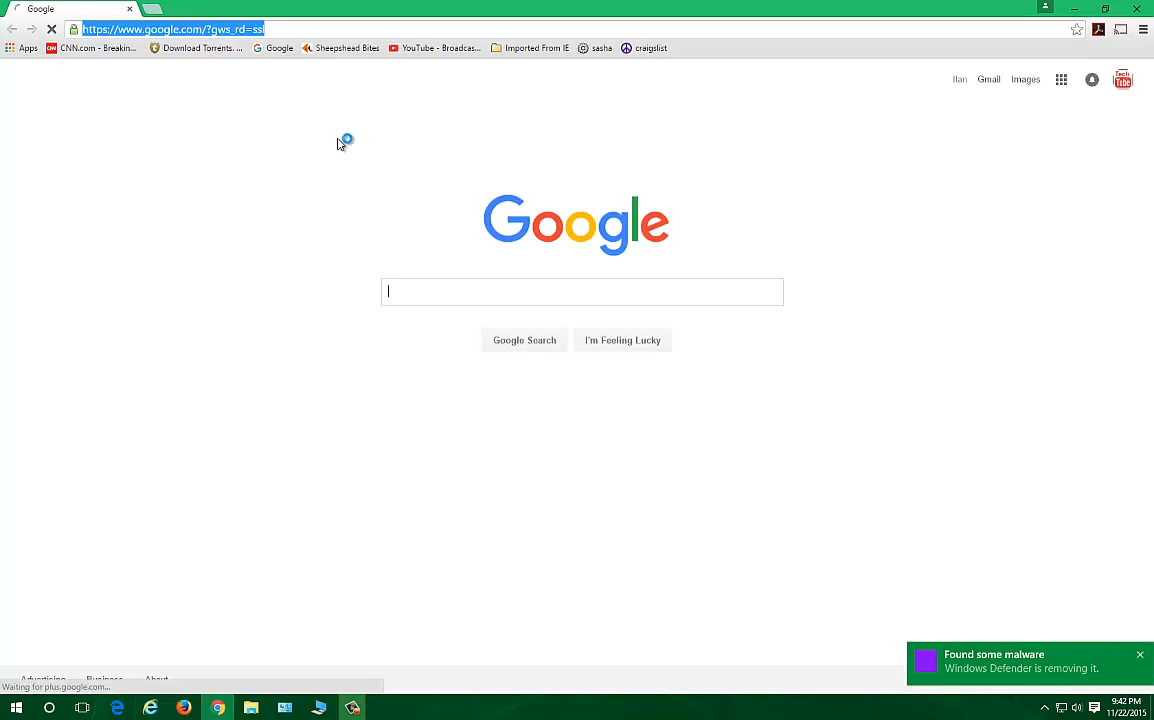 Google
https://www.google.com/?gws_rd=ssl
Apps CNN.com - Breakin... Download Torrents. ... Google Sheepshead Bites YouTube - Broadcas... Imported From IE sasha craigslist
Ilan Gmail Images Tech Tube
Google
Google Search I'm Feeling Lucky
Found some malware
Windows Defender is removing it.
Advertising Business About
Waiting for plus.google.com...
9:42 PM
11/22/2015